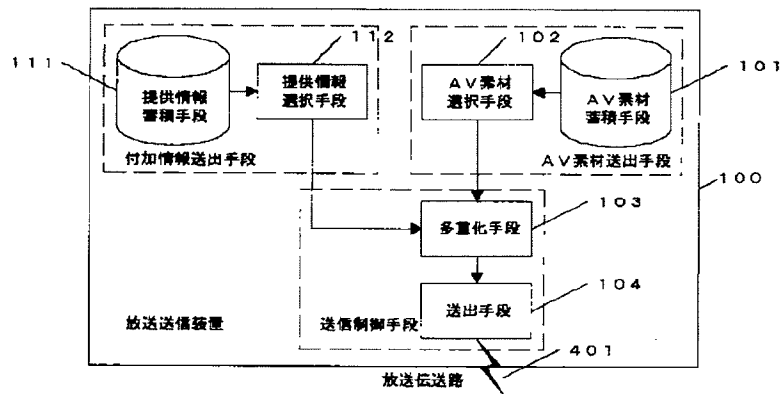 111
提供情報
蓄積手段
112
提供情報
選択手段
付加情報送出手段
102
AV素材
選択手段
101
AV素材
蓄積手段
AV素材送出手段
100
103
多重化手段
104
送出手段
放送送信装置
送信制御手段
401
放送伝送路